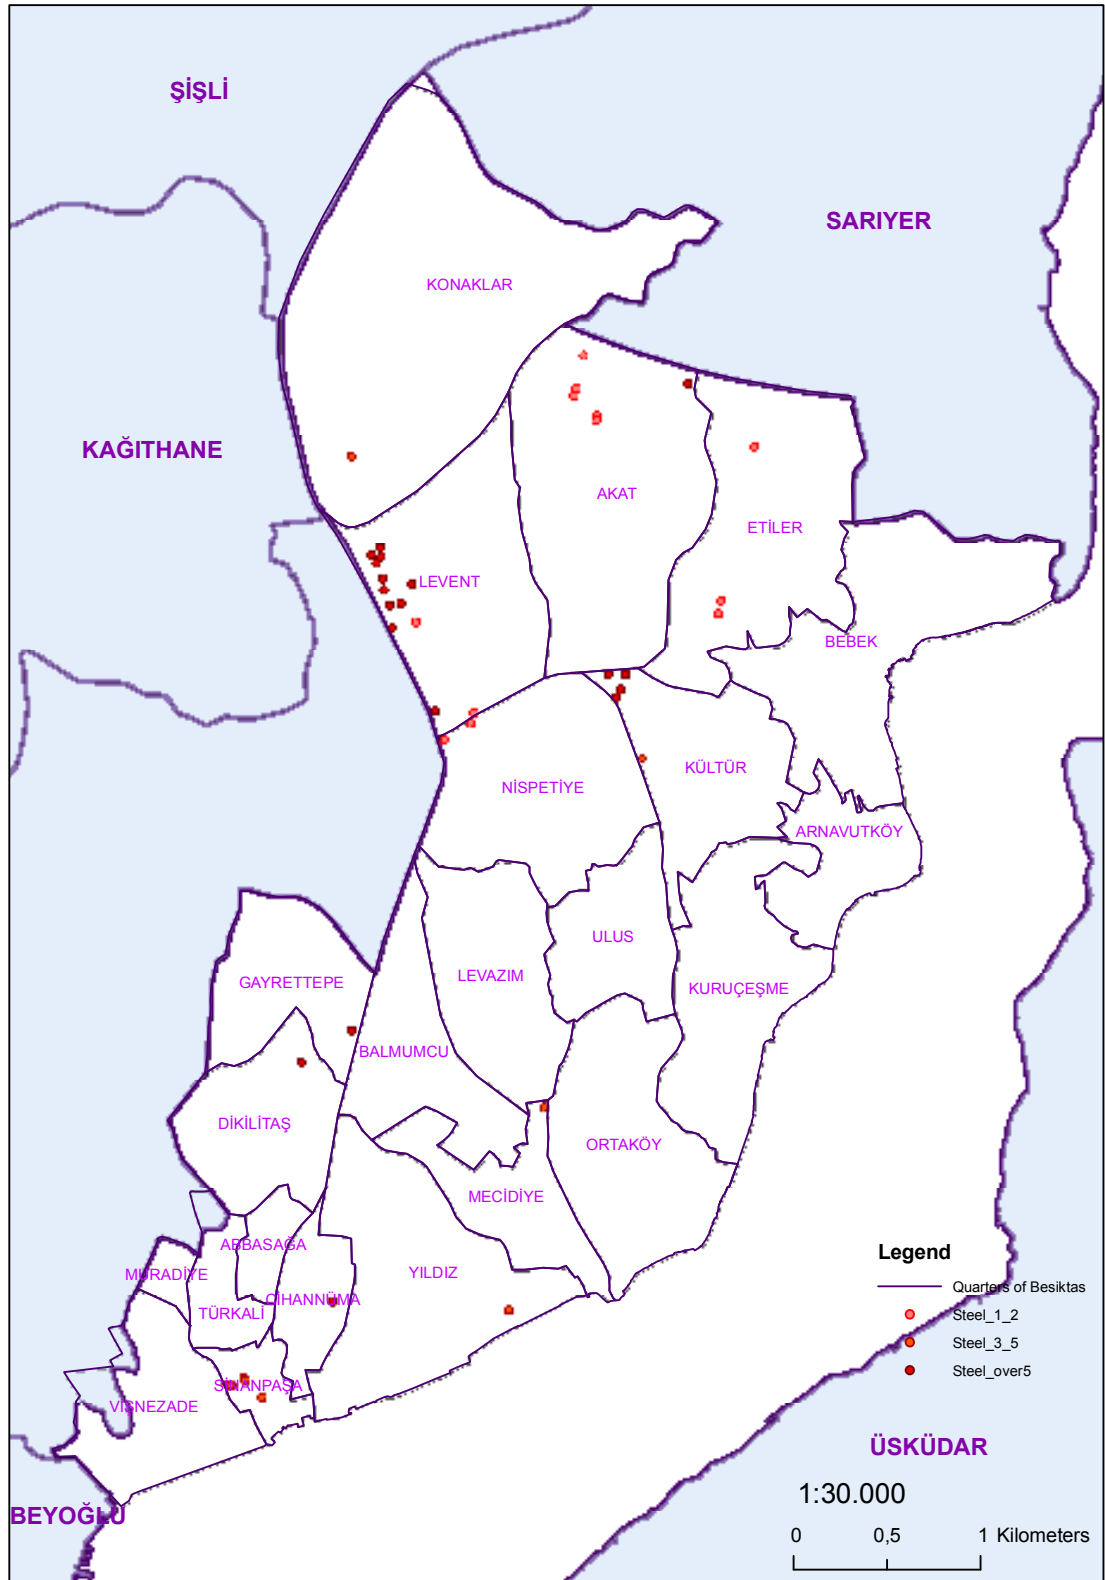 ŞİŞLİ
SARIYER
KONAKLAR
KAĞITHANE
AKAT
ETİLER
LEVENT
BEBEK
KÜLTÜR
NİSPETİYE
ARNAVUTKÖY
ULUS
LEVAZIM
GAYRETTEPE
KURUÇEŞME
BALMUMCU
DİKİLİTAŞ
ORTAKÖY
MECİDİYE
ABBASAĞA
MURADİYE
YILDIZ
CİHANNÜMA
TÜRKALİ
SİNANPAŞA
VİŞNEZADE
Legend
Quarters of Besiktas
Steel_1_2
Steel_3_5
Steel_over5
ÜSKÜDAR
1:30.000
BEYOĞLU
0 0,5 1 Kilometers